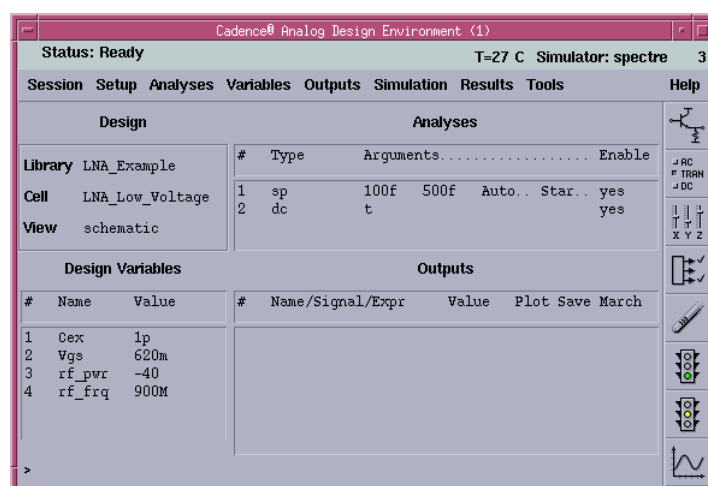 Cadence® Analog Design Environment (1)
Status: Ready T=27 C Simulator: spectre 3
Session Setup Analyses Variables Outputs Simulation Results Tools Help
Design
Library LNA_Example
Cell LNA_Low_Voltage
View schematic
Analyses
# Type Arguments.................. Enable
1 sp 100f 500f Auto.. Star.. yes
2 dc t yes
Design Variables
# Name Value
1 Cex 1p
2 Vgs 620m
3 rf_pwr -40
4 rf_frq 900M
Outputs
# Name/Signal/Expr Value Plot Save March
AC
TRAN
DC
X Y Z
>